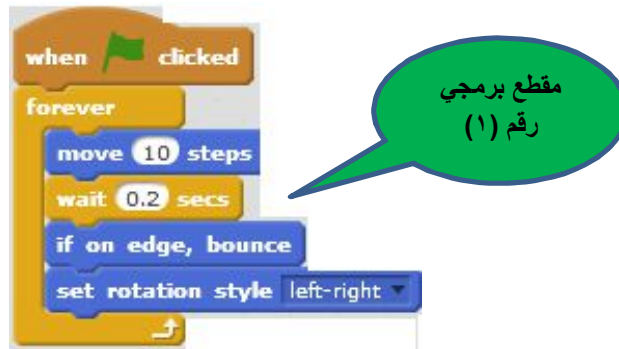 when clicked
forever
move 10 steps
wait 0.2 secs
if on edge, bounce
set rotation style left-right
مقطع برمجي
رقم (١)